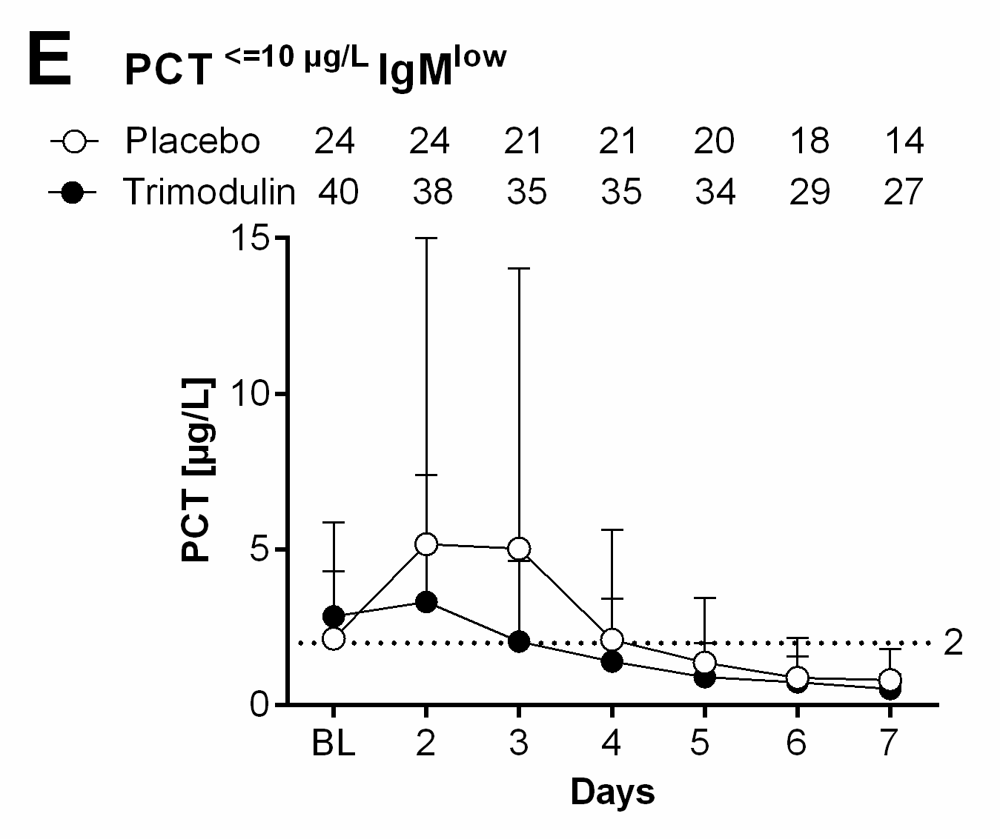 E PCT <=10 µg/L IgMlow
Placebo 24 24 21 21 20 18 14
Trimodulin 40 38 35 35 34 29 27
15
10
5
0
PCT [µg/L]
2
BL 2 3 4 5 6 7
Days